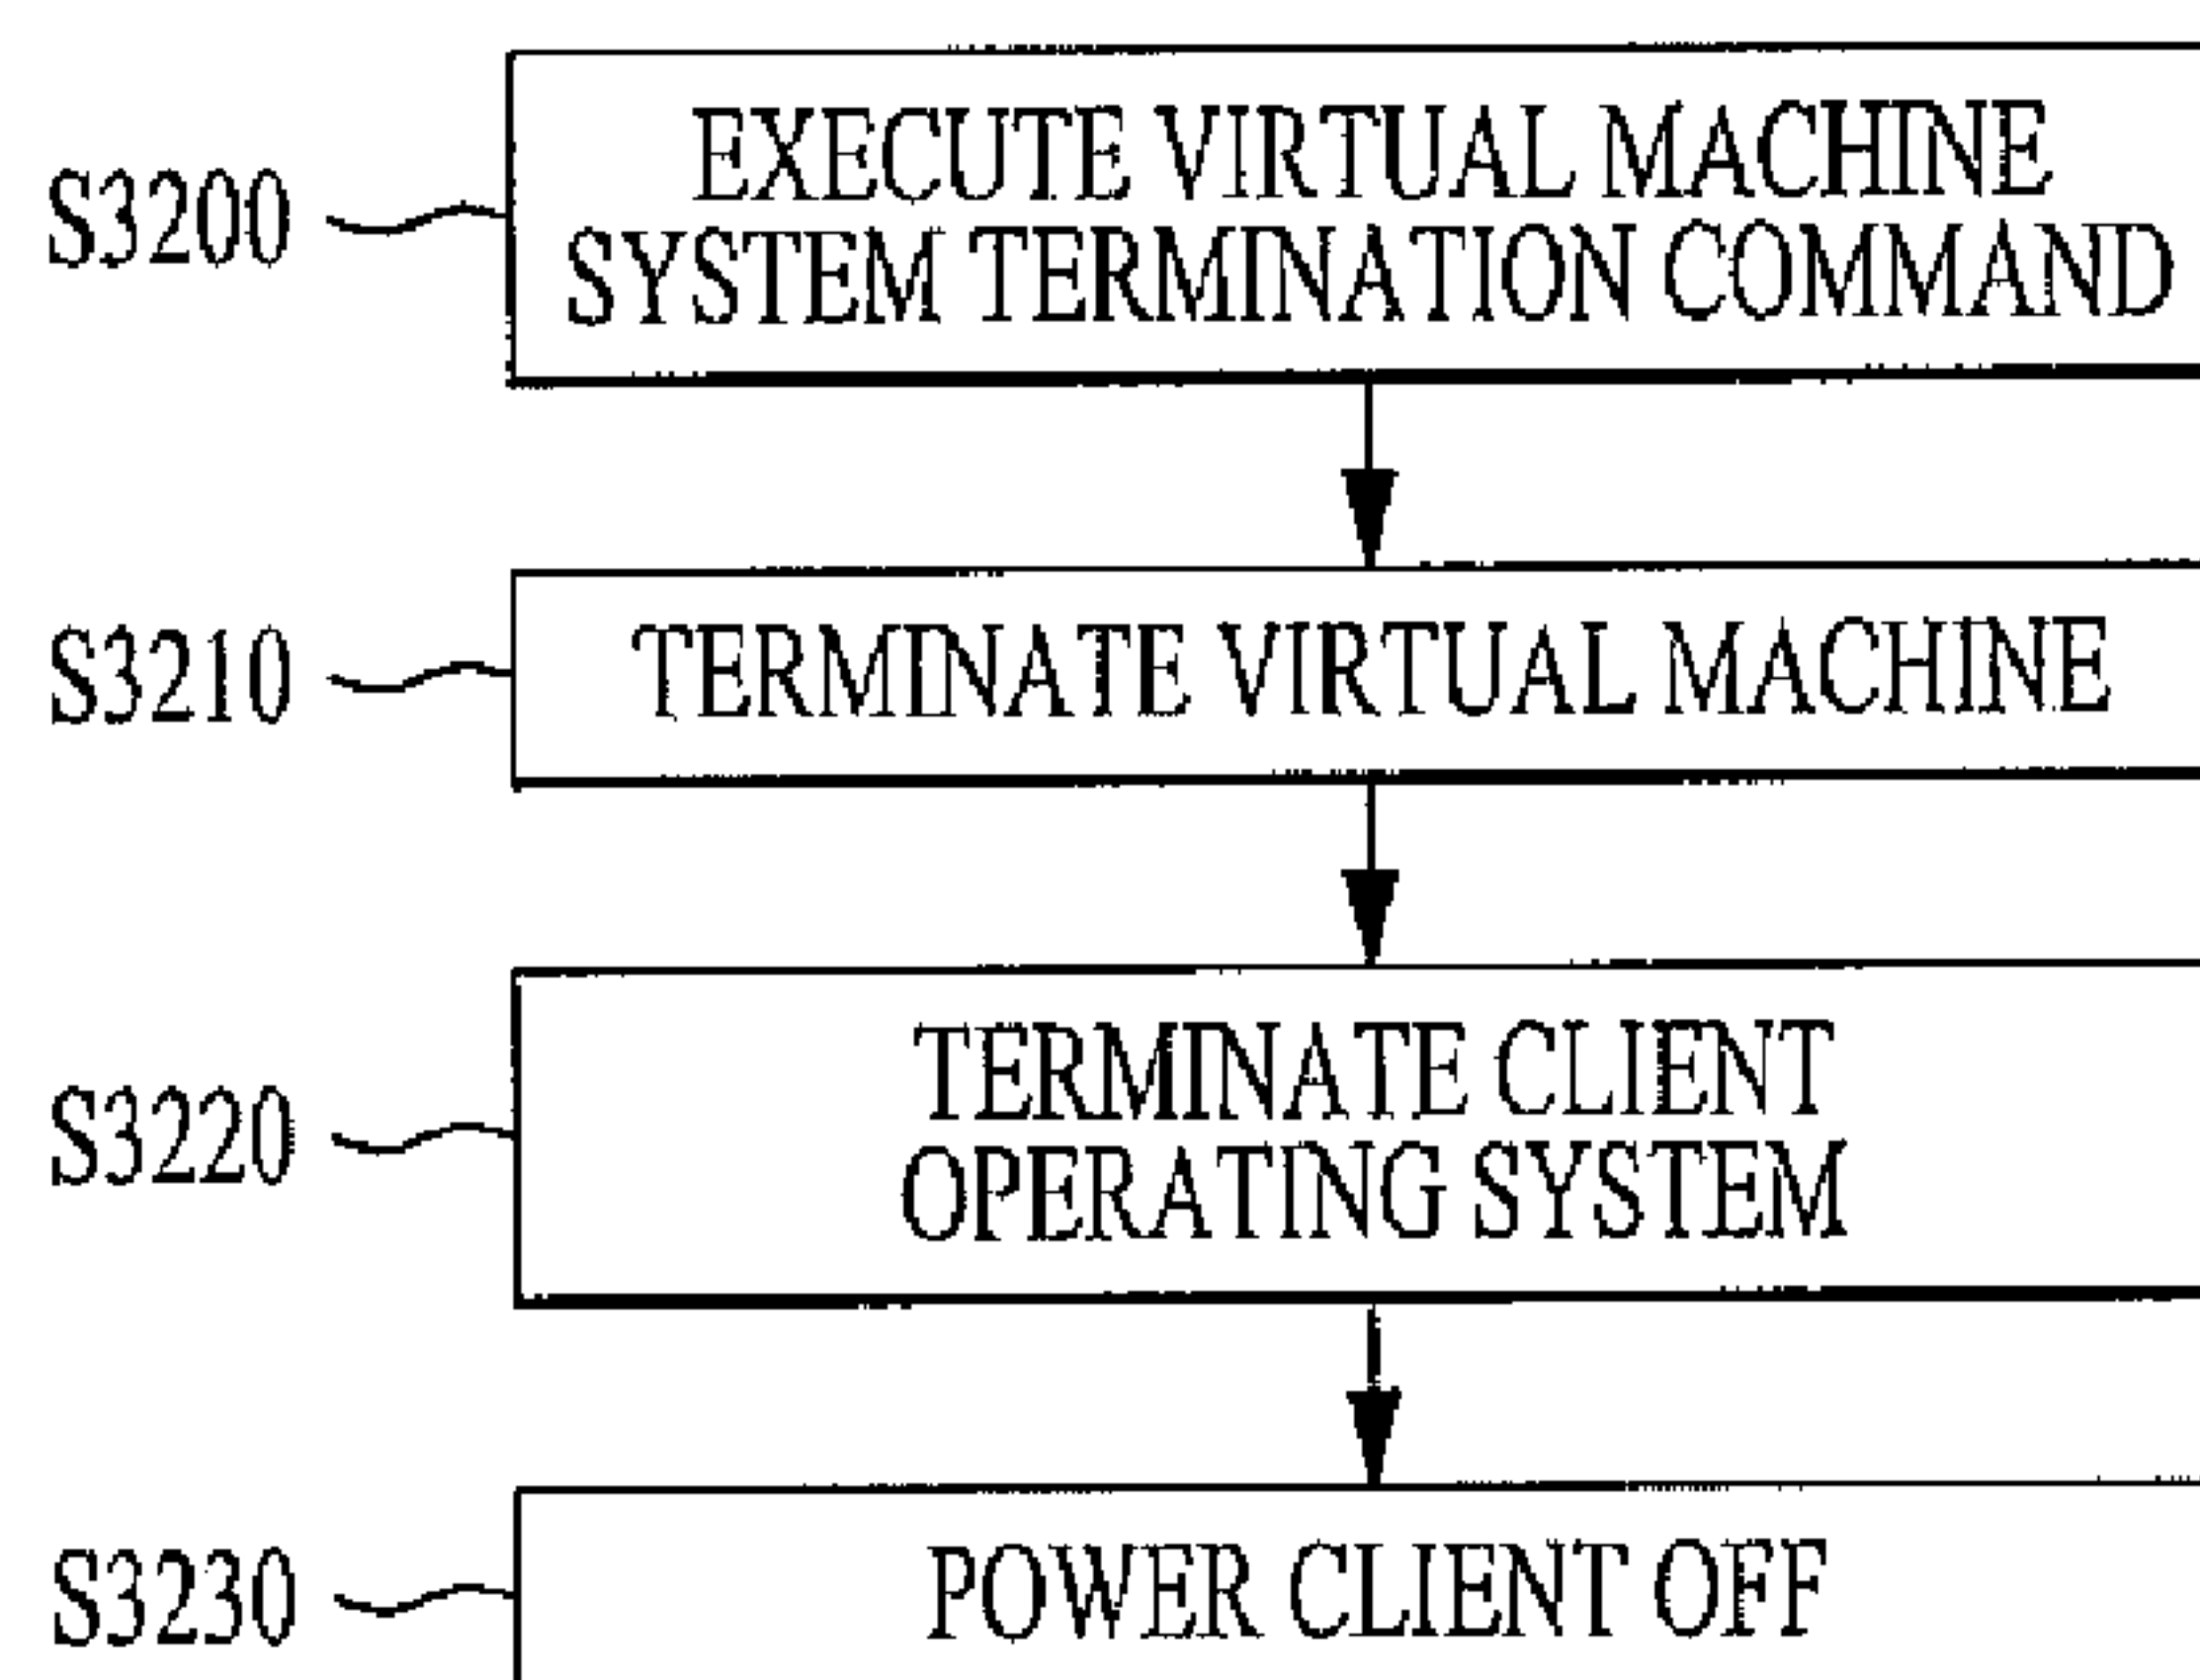 S3200
EXECUTE VIRTUAL MACHINE
SYSTEM TERMINATION COMMAND
S3210
TERMINATE VIRTUAL MACHINE
S3220
TERMINATE CLIENT
OPERATING SYSTEM
S3230
POWER CLIENT OFF